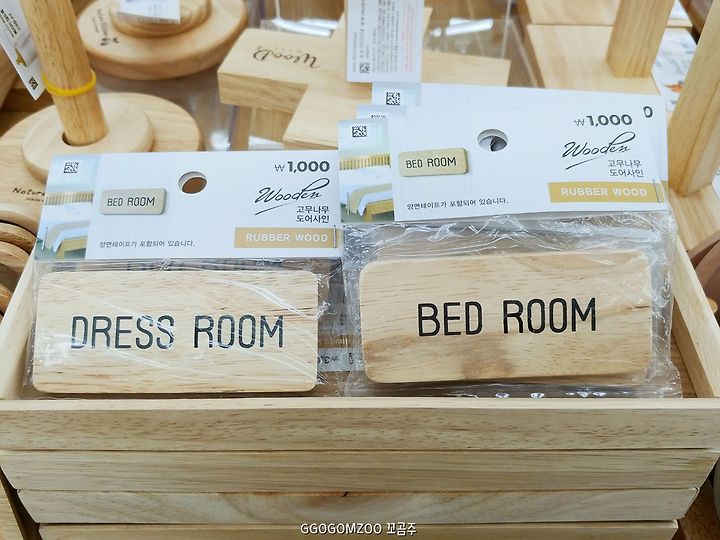 wooD
₩1,000
Wooden
고무나무
도어사인
RUBBER WOOD
BED ROOM
양면테이프가 포함되어 있습니다.
DRESS ROOM
₩1,000
0
Wooden
고무나무
도어사인
RUBBER WOOD
BED ROOM
양면테이프가 포함되어 있습니다.
BED ROOM
GGOGOMZOO 꼬곰주